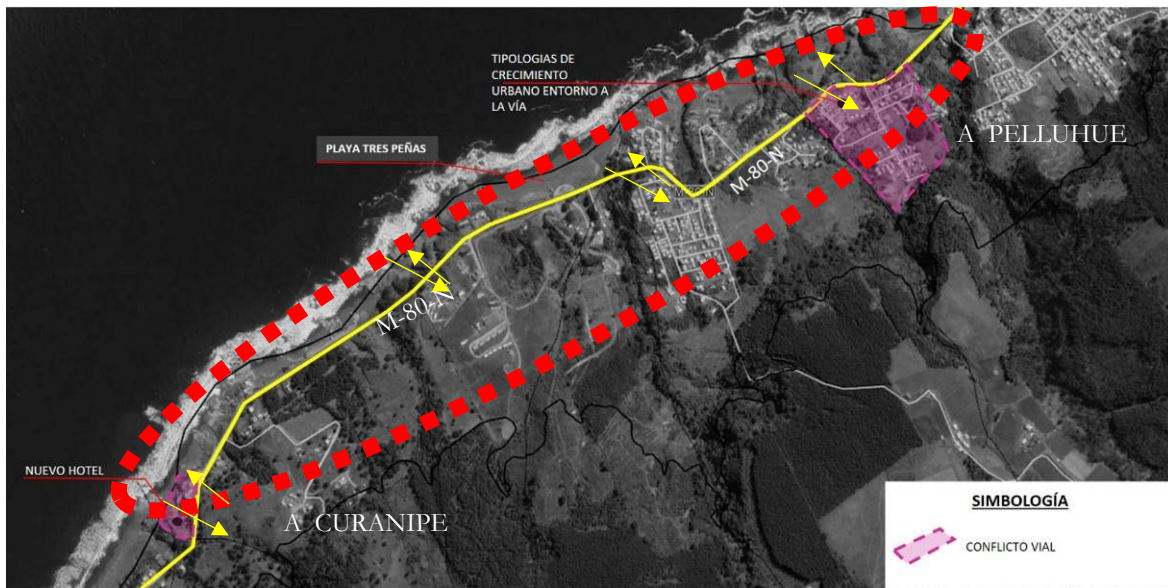 TIPOLOGIAS DE
CRECIMIENTO
URBANO ENTORNO A
LA VÍA
A PELLUHUE
PLAYA TRES PEÑAS
M-80-N
M-80-N
M-80-N
NUEVO HOTEL
A CURANIPE
SIMBOLOGÍA
CONFLICTO VIAL